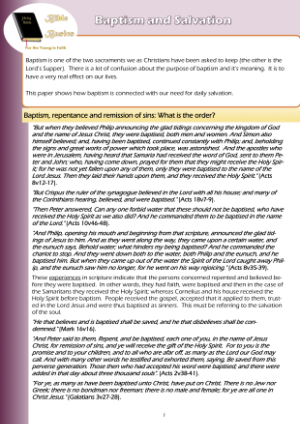 Holy Bible
Bible Basics
For the Young in Faith
Baptism and Salvation
Baptism is one of the two sacraments we as Christians have been asked to keep (the other is the
Lord's Supper). There is a lot of confusion about the purpose of baptism and it's meaning. It is to
have a very real effect on our lives
This paper shows how baptism is connected with our need for daily salvation.
Baptism, repentance and remission of sins: What is the order?
"But when they believed Philip announcing the glad tidings concerning the kingdom of God
and the name of Jesus Christ, they were baptised, both men and women. And Simon also
himself believed; and, having been baptised, continued constantly with Philip; and, beholding
the signs and great works of power which took place, was astonished. And the apostles who
were in Jerusalem, having heard that Samaria had received the word of God, sent to them Pe-
ter and John; who, having come down, prayed for them that they might receive the Holy Spir-
it; for he was not yet fallen upon any of them, only they were baptised to the name of the
Lord Jesus. Then they laid their hands upon them, and they received the Holy Spirit." (Acts
8v12-17).
"But Crispus the ruler of the synagogue believed in the Lord with all his house; and many of
the Corinthians hearing, believed, and were baptised." (Acts 18v7-9).
"Then Peter answered, Can any one forbid water that these should not be baptised, who have
received the Holy Spirit as we also did? And he commanded them to be baptised in the name
of the Lord." (Acts 10v46-48).
"And Philip, opening his mouth and beginning from that scripture, announced the glad tid-
ings of Jesus to him. And as they went along the way, they came upon a certain water, and
the eunuch says, Behold water; what hinders my being baptised? And he commanded the
chariot to stop. And they went down both to the water, both Philip and the eunuch, and he
baptised him. But when they came up out of the water the Spirit of the Lord caught away Phil-
ip, and the eunuch saw him no longer, for he went on his way rejoicing." (Acts 8v35-39).
These experiences in scripture indicate that the persons concerned repented and believed be-
fore they were baptised. In other words, they had faith, were baptised and then in the case of
the Samaritans they received the Holy Spirit; whereas Cornelius and his house received the
Holy Spirit before baptism. People received the gospel, accepted that it applied to them, trust-
ed in the Lord Jesus and were thus baptised as sinners. This must be referring to the salvation
of the soul.
"He that believes and is baptised shall be saved, and he that disbelieves shall be con-
demned." (Mark 16v16).
"And Peter said to them, Repent, and be baptised, each one of you, in the name of Jesus
Christ, for remission of sins, and ye will receive the gift of the Holy Spirit. For to you is the
promise and to your children, and to all who are afar off, as many as the Lord our God may
call. And with many other words he testified and exhorted them, saying, Be saved from this
perverse generation. Those then who had accepted his word were baptised; and there were
added in that day about three thousand souls". (Acts 2v38-41).
"For ye, as many as have been baptised unto Christ, have put on Christ. There is no Jew nor
Greek; there is no bondman nor freeman; there is no male and female; for ye are all one in
Christ Jesus." (Galatians 3v27-28).
1